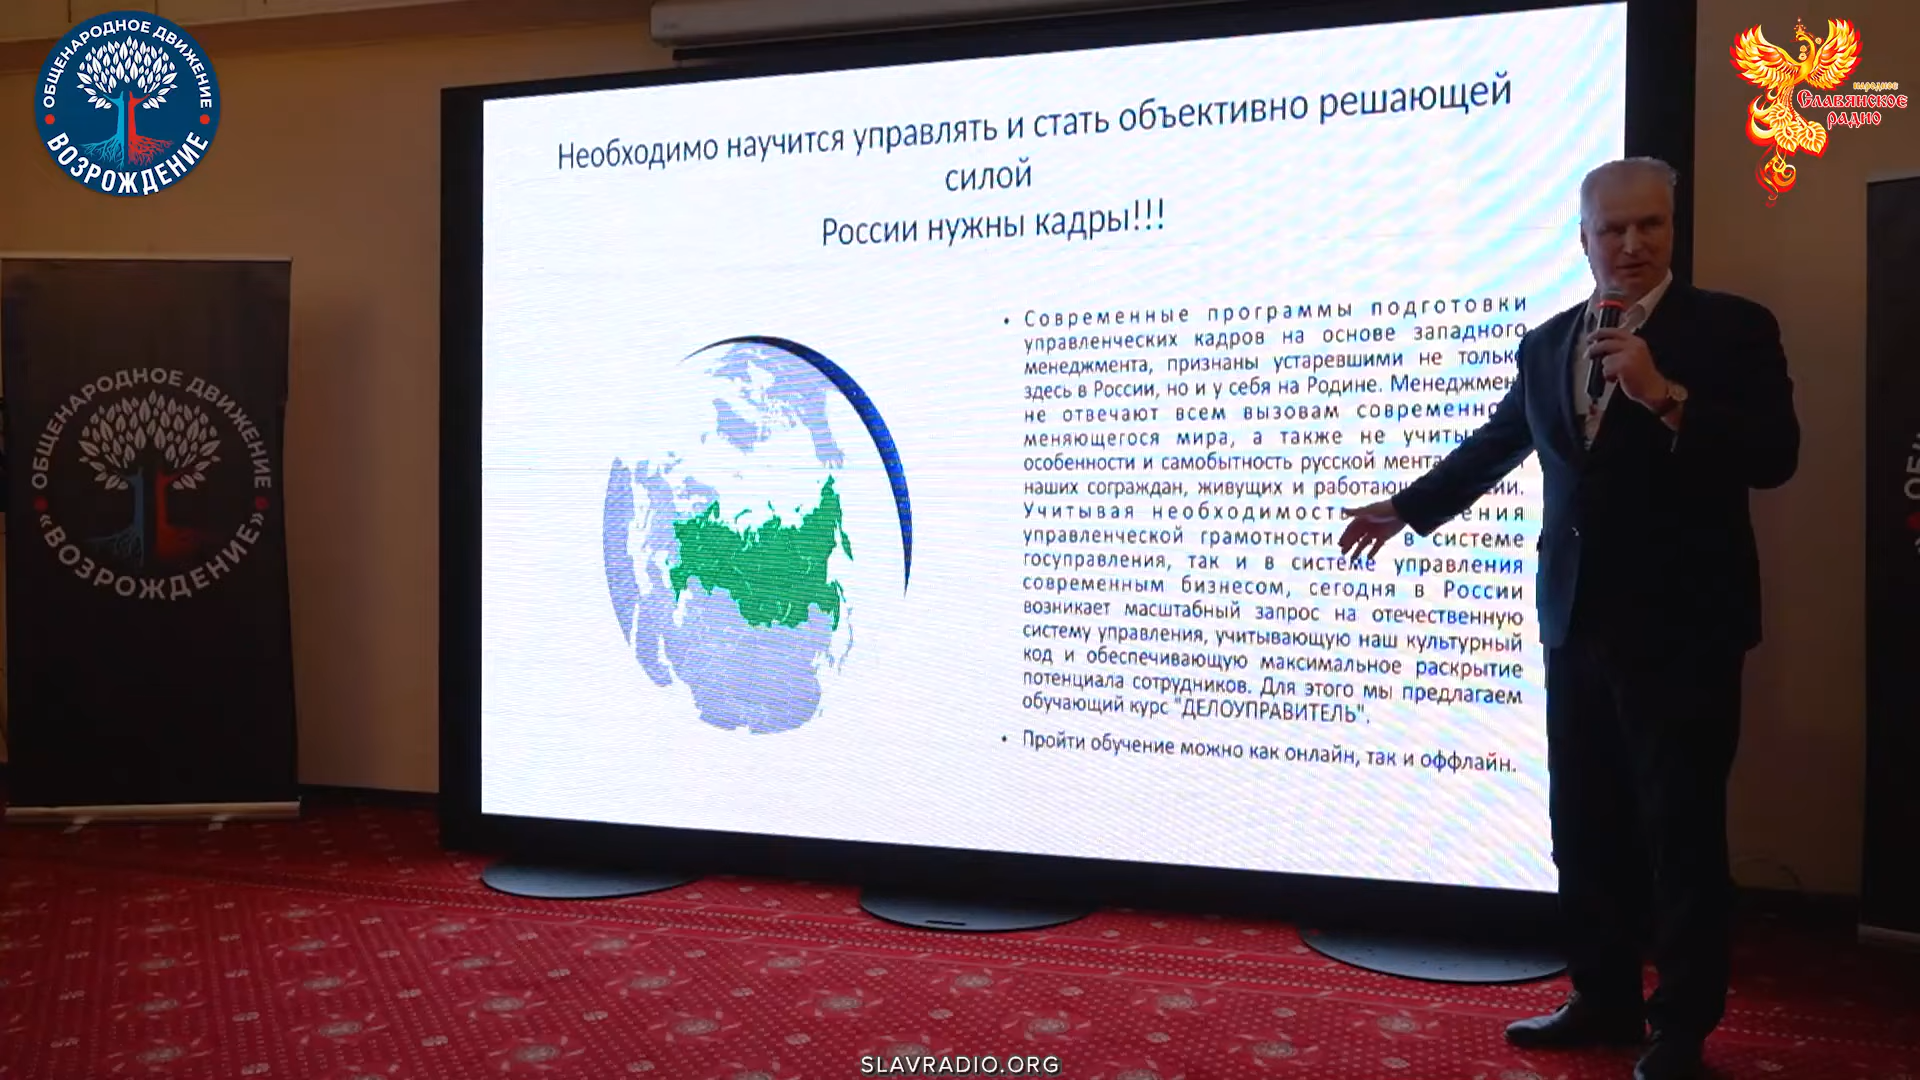 ОБЩЕНАРОДНОЕ ДВИЖЕНИЕ
ВОЗРОЖДЕНИЕ
народное
Славянское
радио
Необходимо научится управлять и стать объективно решающей
силой
России нужны кадры!!!
• Современные программы подготовки
управленческих кадров на основе западного
менеджмента, признаны устаревшими не только
здесь в России, но и у себя на Родине. Менеджмен
не отвечают всем вызовам современно
меняющегося мира, а также не учиты
особенности и самобытность русской мента
наших сограждан, живущих и работаю
Учитывая необходимость
управленческой грамотности в системе
госуправления, так и в системе управления
современным бизнесом, сегодня в России
возникает масштабный запрос на отечественную
систему управления, учитывающую наш культурный
код и обеспечивающую максимальное раскрытие
потенциала сотрудников. Для этого мы предлагаем
обучающий курс "ДЕЛОУПРАВИТЕЛЬ".
• Пройти обучение можно как онлайн, так и оффлайн.
ОБЩЕНАРОДНОЕ ДВИЖЕНИЕ
«ВОЗРОЖДЕНИЕ»
SLAVRADIO.ORG